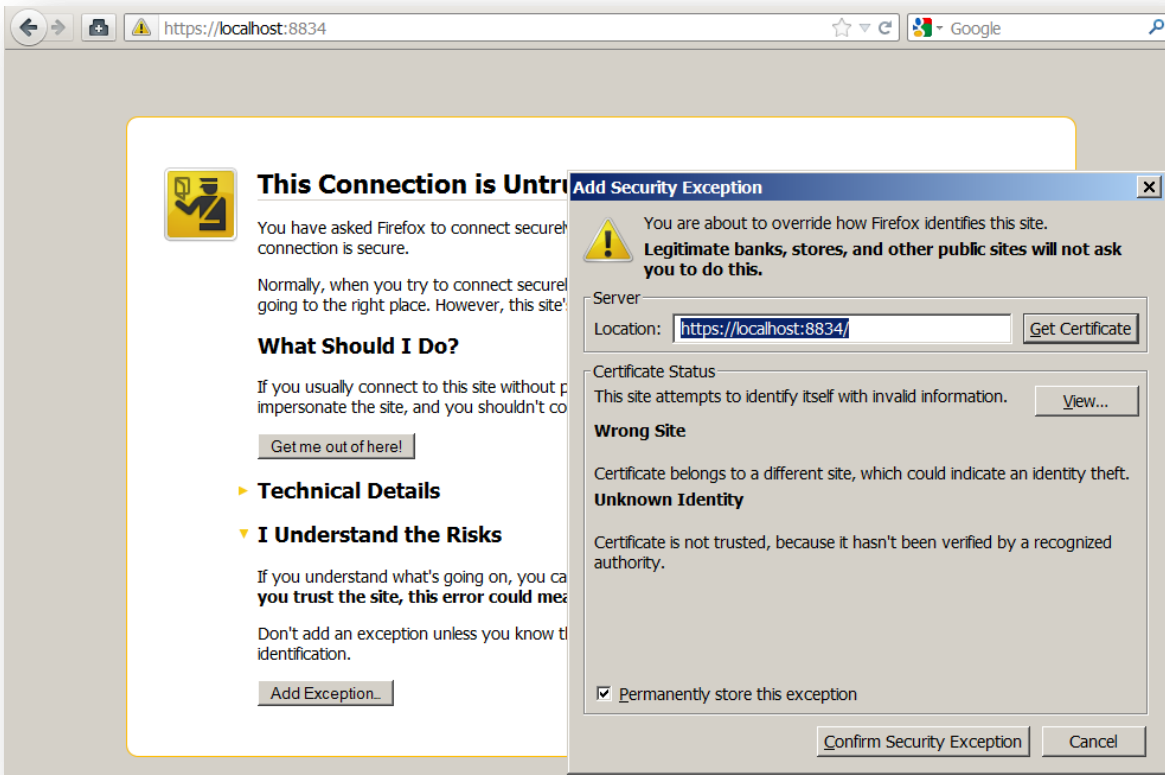 https://localhost:8834
Google
This Connection is Untru
You have asked Firefox to connect securel
connection is secure.
Normally, when you try to connect securel
going to the right place. However, this site'
What Should I Do?
If you usually connect to this site without p
impersonate the site, and you shouldn't co
Get me out of here!
Technical Details
I Understand the Risks
If you understand what's going on, you ca
you trust the site, this error could mea
Don't add an exception unless you know th
identification.
Add Exception...
Add Security Exception
You are about to override how Firefox identifies this site.
Legitimate banks, stores, and other public sites will not ask
you to do this.
Server
Location:
https://localhost:8834/
Get Certificate
Certificate Status
This site attempts to identify itself with invalid information.
View...
Wrong Site
Certificate belongs to a different site, which could indicate an identity theft.
Unknown Identity
Certificate is not trusted, because it hasn't been verified by a recognized
authority.
Permanently store this exception
Confirm Security Exception
Cancel